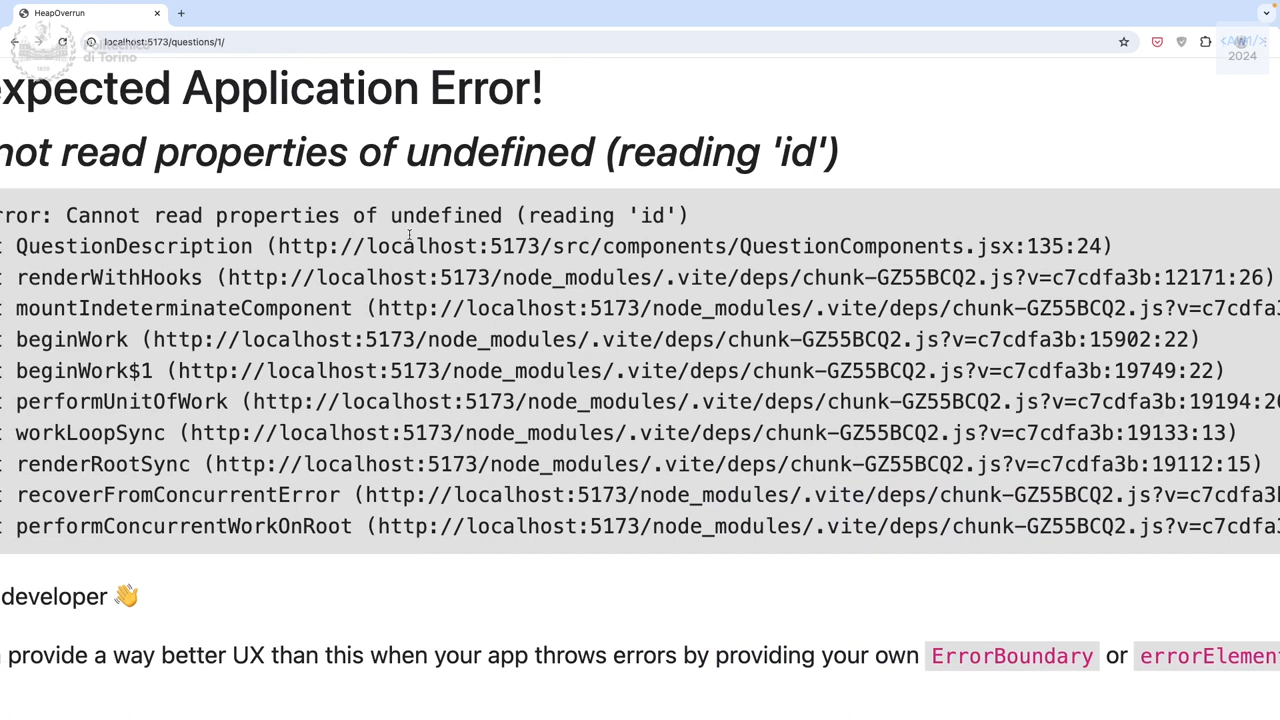 HeapOverrun
localhost:5173/questions/1/
Politecnico
di Torino
1859
2024
expected Application Error!
not read properties of undefined (reading 'id')
rror: Cannot read properties of undefined (reading 'id')
t QuestionDescription (http://localhost:5173/src/components/QuestionComponents.jsx:135:24)
t renderWithHooks (http://localhost:5173/node_modules/.vite/deps/chunk-GZ55BCQ2.js?v=c7cdfa3b:12171:26)
t mountIndeterminateComponent (http://localhost:5173/node_modules/.vite/deps/chunk-GZ55BCQ2.js?v=c7cdfa3
t beginWork (http://localhost:5173/node_modules/.vite/deps/chunk-GZ55BCQ2.js?v=c7cdfa3b:15902:22)
t beginWork$1 (http://localhost:5173/node_modules/.vite/deps/chunk-GZ55BCQ2.js?v=c7cdfa3b:19749:22)
t performUnitOfWork (http://localhost:5173/node_modules/.vite/deps/chunk-GZ55BCQ2.js?v=c7cdfa3b:19194:20
t workLoopSync (http://localhost:5173/node_modules/.vite/deps/chunk-GZ55BCQ2.js?v=c7cdfa3b:19133:13)
t renderRootSync (http://localhost:5173/node_modules/.vite/deps/chunk-GZ55BCQ2.js?v=c7cdfa3b:19112:15)
t recoverFromConcurrentError (http://localhost:5173/node_modules/.vite/deps/chunk-GZ55BCQ2.js?v=c7cdfa3b
t performConcurrentWorkOnRoot (http://localhost:5173/node_modules/.vite/deps/chunk-GZ55BCQ2.js?v=c7cdfa3
developer 👋
provide a way better UX than this when your app throws errors by providing your own ErrorBoundary or errorElemen